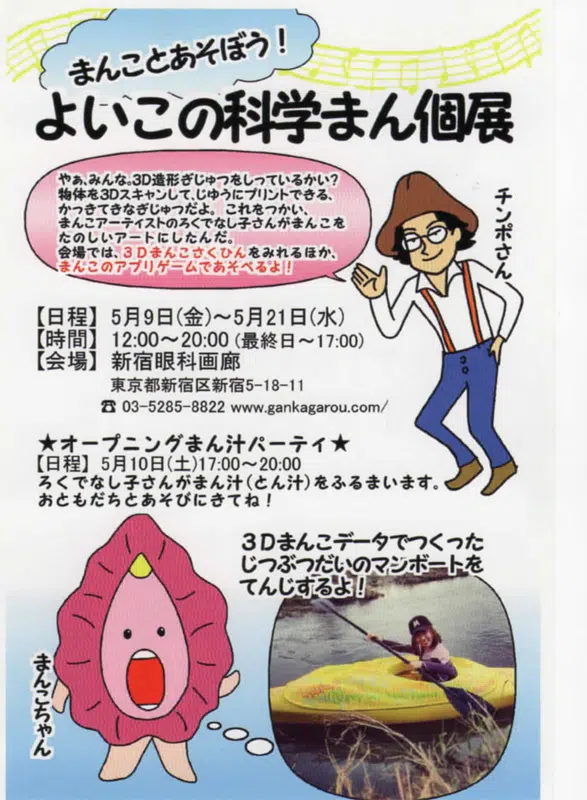 まんことあそぼう!
よいこの科学まん個展
やぁ、みんな。3D造形ぎじゅつをしっているかい?
物体を3Dスキャンして、じゆうにプリントできる、
かっきてきなぎじゅつだよ。これをつかい、
まんこアーティストのろくでなし子さんがまんこを
たのしいアートにしたんだ。
会場では、3Dまんこさくひんをみれるほか、
まんこのアプリゲームであそべるよ!
チンポさん
【日程】5月9日(金)~5月21日(水)
【時間】12:00~20:00(最終日~17:00)
【会場】新宿眼科画廊
東京都新宿区新宿5-18-11
☎ 03-5285-8822 www.gankagarou.com/
★オープニングまん汁パーティ★
【日程】5月10日(土)17:00~20:00
ろくでなし子さんがまん汁(とん汁)をふるまいます。
おともだちとあそびにきてね!
3Dまんこデータでつくった
じつぶつだいのマンボートを
てんじするよ!
まんこちゃん